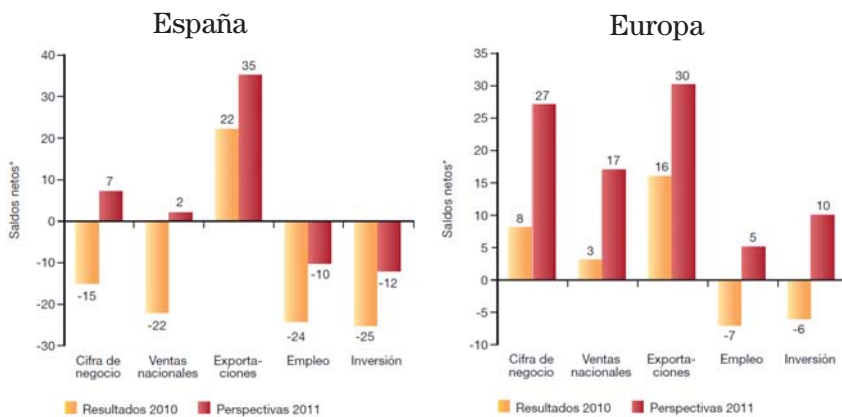 España
40
30
20
10
0
-10
-20
-30
Saldos netos*
-15
7
-22
2
22
35
-24
-10
-25
-12
Cifra de
negocio
Ventas
nacionales
Exporta-
ciones
Empleo
Inversión
Resultados 2010
Perspectivas 2011
Europa
35
30
25
20
15
10
5
0
-5
-10
Saldos netos*
8
27
3
17
16
30
-7
5
-6
10
Cifra de
negocio
Ventas
nacionales
Exporta-
ciones
Empleo
Inversión
Resultados 2010
Perspectivas 2011